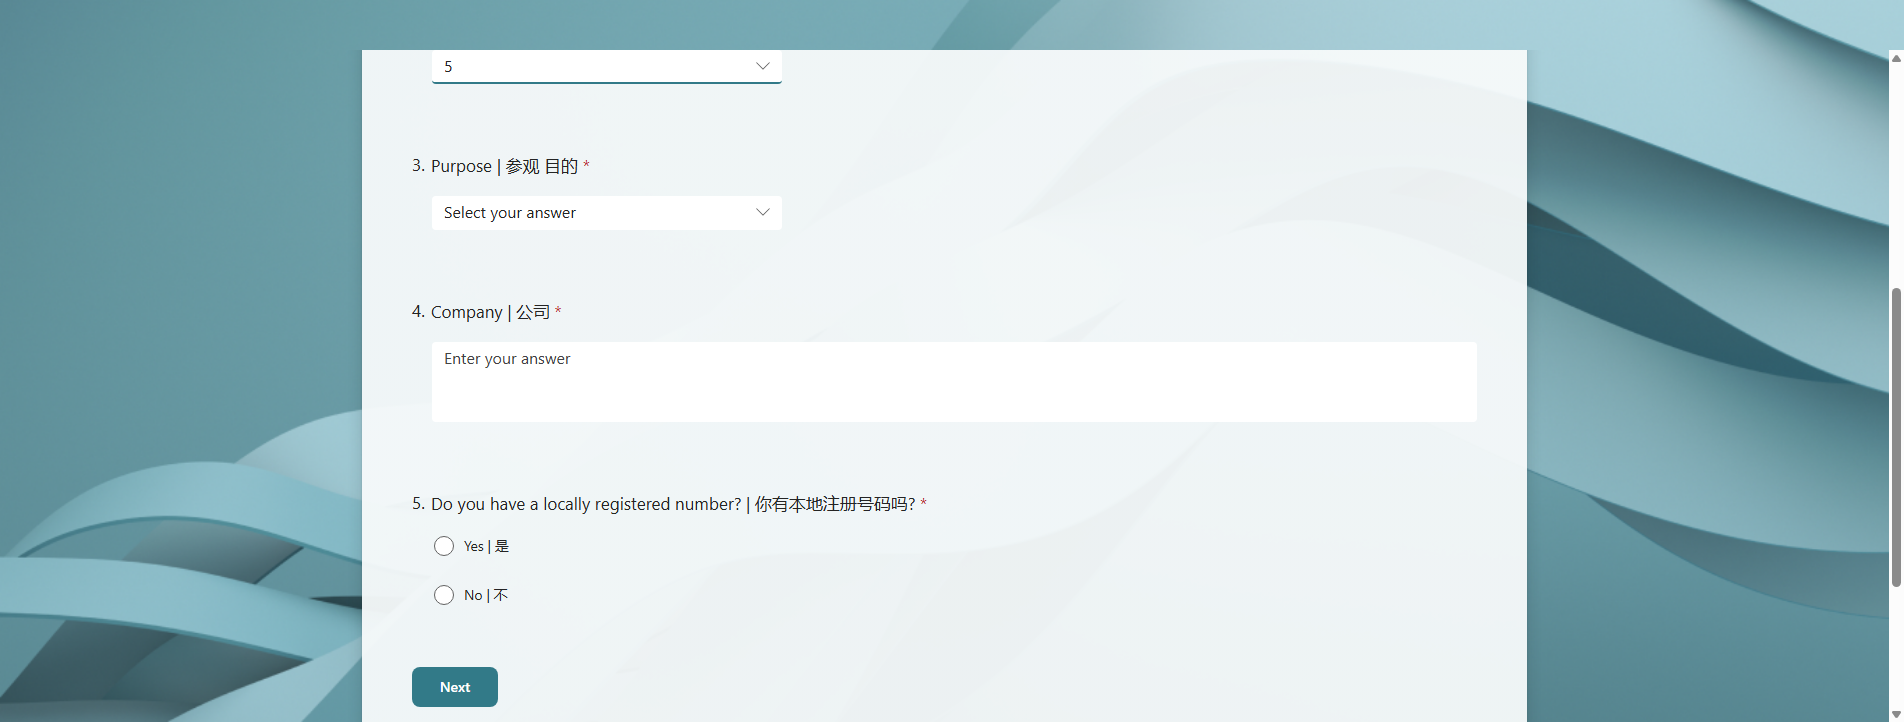 5
3. Purpose | 参观 目的 *
Select your answer
4. Company | 公司 *
Enter your answer
5. Do you have a locally registered number? | 你有本地注册号码吗? *
Yes | 是
No | 不
Next